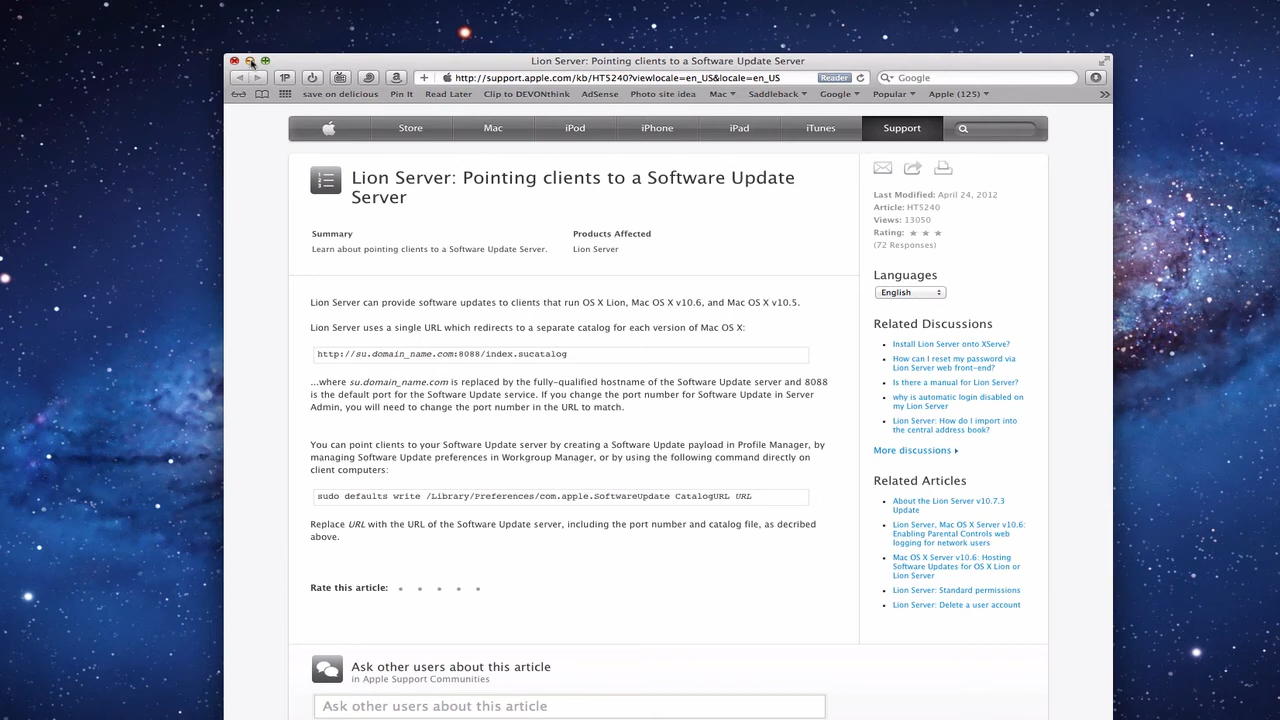 Lion Server: Pointing clients to a Software Update Server
1P
http://support.apple.com/kb/HT5240?viewlocale=en_US&locale=en_US
Reader
Google
save on delicious
Pin It
Read Later
Clip to DEVONthink
AdSense
Photo site idea
Mac
Saddleback
Google
Popular
Apple (125)
Store
Mac
iPod
iPhone
iPad
iTunes
Support
Lion Server: Pointing clients to a Software Update
Server
Summary
Learn about pointing clients to a Software Update Server.
Products Affected
Lion Server
Lion Server can provide software updates to clients that run OS X Lion, Mac OS X v10.6, and Mac OS X v10.5.
Lion Server uses a single URL which redirects to a separate catalog for each version of Mac OS X:
http://su.domain_name.com:8088/index.sucatalog
...where su.domain_name.com is replaced by the fully-qualified hostname of the Software Update server and 8088
is the default port for the Software Update service. If you change the port number for Software Update in Server
Admin, you will need to change the port number in the URL to match.
You can point clients to your Software Update server by creating a Software Update payload in Profile Manager, by
managing Software Update preferences in Workgroup Manager, or by using the following command directly on
client computers:
sudo defaults write /Library/Preferences/com.apple.SoftwareUpdate CatalogURL URL
Replace URL with the URL of the Software Update server, including the port number and catalog file, as decribed
above.
Rate this article:
Ask other users about this article
in Apple Support Communities
Ask other users about this article
Last Modified: April 24, 2012
Article: HT5240
Views: 13050
Rating:
(72 Responses)
Languages
English
Related Discussions
Install Lion Server onto XServe?
How can I reset my password via
Lion Server web front-end?
Is there a manual for Lion Server?
why is automatic login disabled on
my Lion Server
Lion Server: How do I import into
the central address book?
More discussions
Related Articles
About the Lion Server v10.7.3
Update
Lion Server, Mac OS X Server v10.6:
Enabling Parental Controls web
logging for network users
Mac OS X Server v10.6: Hosting
Software Updates for OS X Lion or
Lion Server
Lion Server: Standard permissions
Lion Server: Delete a user account